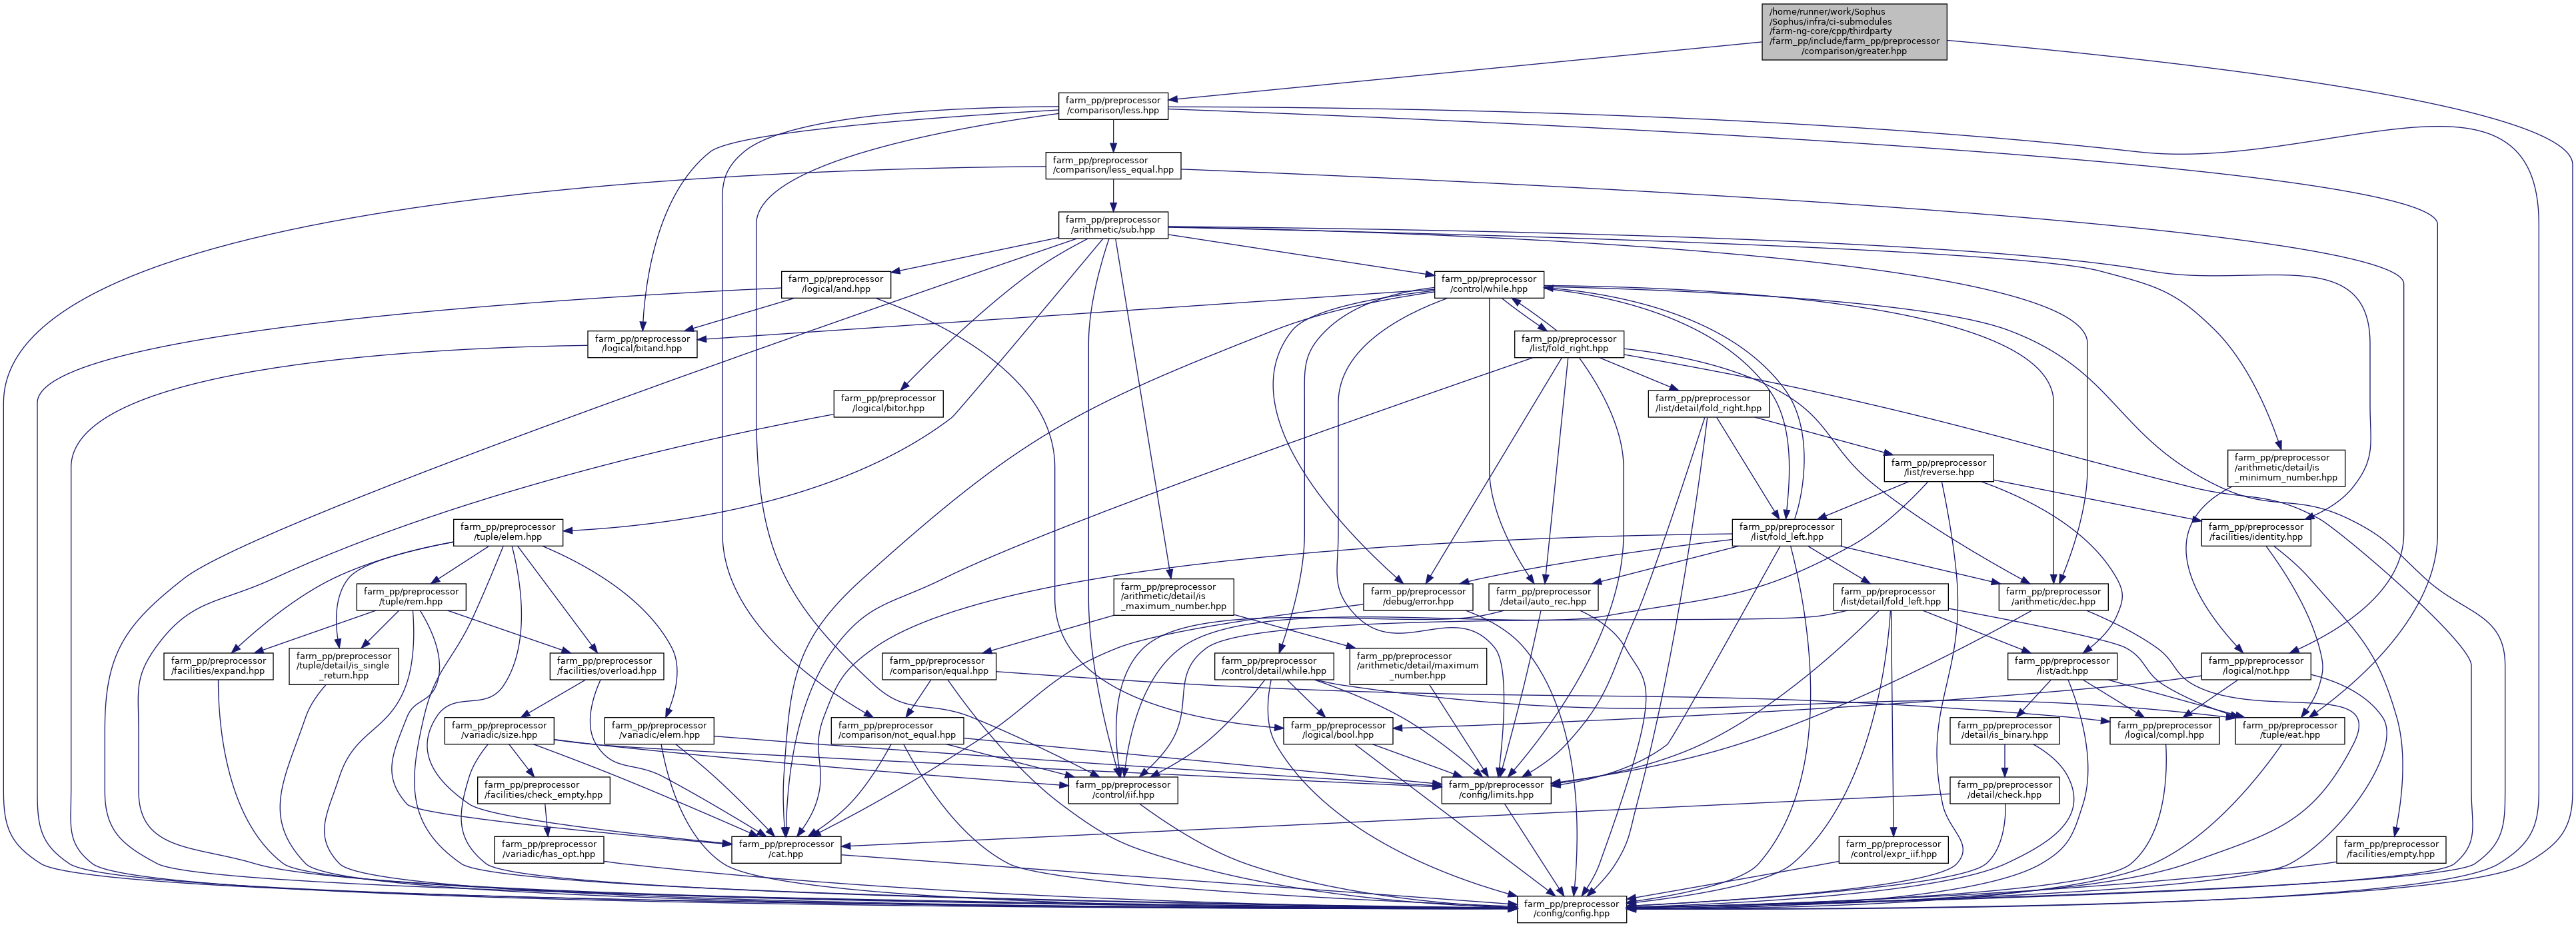 /home/runner/work/Sophus
/Sophus/infra/ci-submodules
/farm-ng-core/cpp/thirdparty
/farm_pp/include/farm_pp/preprocessor
/comparison/greater.hpp
farm_pp/preprocessor
/comparison/less.hpp
farm_pp/preprocessor
/comparison/less_equal.hpp
farm_pp/preprocessor
/arithmetic/sub.hpp
farm_pp/preprocessor
/logical/and.hpp
farm_pp/preprocessor
/control/while.hpp
farm_pp/preprocessor
/logical/bitand.hpp
farm_pp/preprocessor
/list/fold_right.hpp
farm_pp/preprocessor
/logical/bitor.hpp
farm_pp/preprocessor
/list/detail/fold_right.hpp
farm_pp/preprocessor
/list/reverse.hpp
farm_pp/preprocessor
/arithmetic/detail/is
_minimum_number.hpp
farm_pp/preprocessor
/tuple/elem.hpp
farm_pp/preprocessor
/list/fold_left.hpp
farm_pp/preprocessor
/facilities/identity.hpp
farm_pp/preprocessor
/tuple/rem.hpp
farm_pp/preprocessor
/arithmetic/detail/is
_maximum_number.hpp
farm_pp/preprocessor
/debug/error.hpp
farm_pp/preprocessor
/detail/auto_rec.hpp
farm_pp/preprocessor
/list/detail/fold_left.hpp
farm_pp/preprocessor
/arithmetic/dec.hpp
farm_pp/preprocessor
/facilities/expand.hpp
farm_pp/preprocessor
/tuple/detail/is_single
_return.hpp
farm_pp/preprocessor
/facilities/overload.hpp
farm_pp/preprocessor
/comparison/equal.hpp
farm_pp/preprocessor
/control/detail/while.hpp
farm_pp/preprocessor
/arithmetic/detail/maximum
_number.hpp
farm_pp/preprocessor
/list/adt.hpp
farm_pp/preprocessor
/logical/not.hpp
farm_pp/preprocessor
/variadic/size.hpp
farm_pp/preprocessor
/variadic/elem.hpp
farm_pp/preprocessor
/comparison/not_equal.hpp
farm_pp/preprocessor
/logical/bool.hpp
farm_pp/preprocessor
/detail/is_binary.hpp
farm_pp/preprocessor
/logical/compl.hpp
farm_pp/preprocessor
/tuple/eat.hpp
farm_pp/preprocessor
/facilities/check_empty.hpp
farm_pp/preprocessor
/control/iif.hpp
farm_pp/preprocessor
/config/limits.hpp
farm_pp/preprocessor
/detail/check.hpp
farm_pp/preprocessor
/variadic/has_opt.hpp
farm_pp/preprocessor
/cat.hpp
farm_pp/preprocessor
/control/expr_iif.hpp
farm_pp/preprocessor
/facilities/empty.hpp
farm_pp/preprocessor
/config/config.hpp